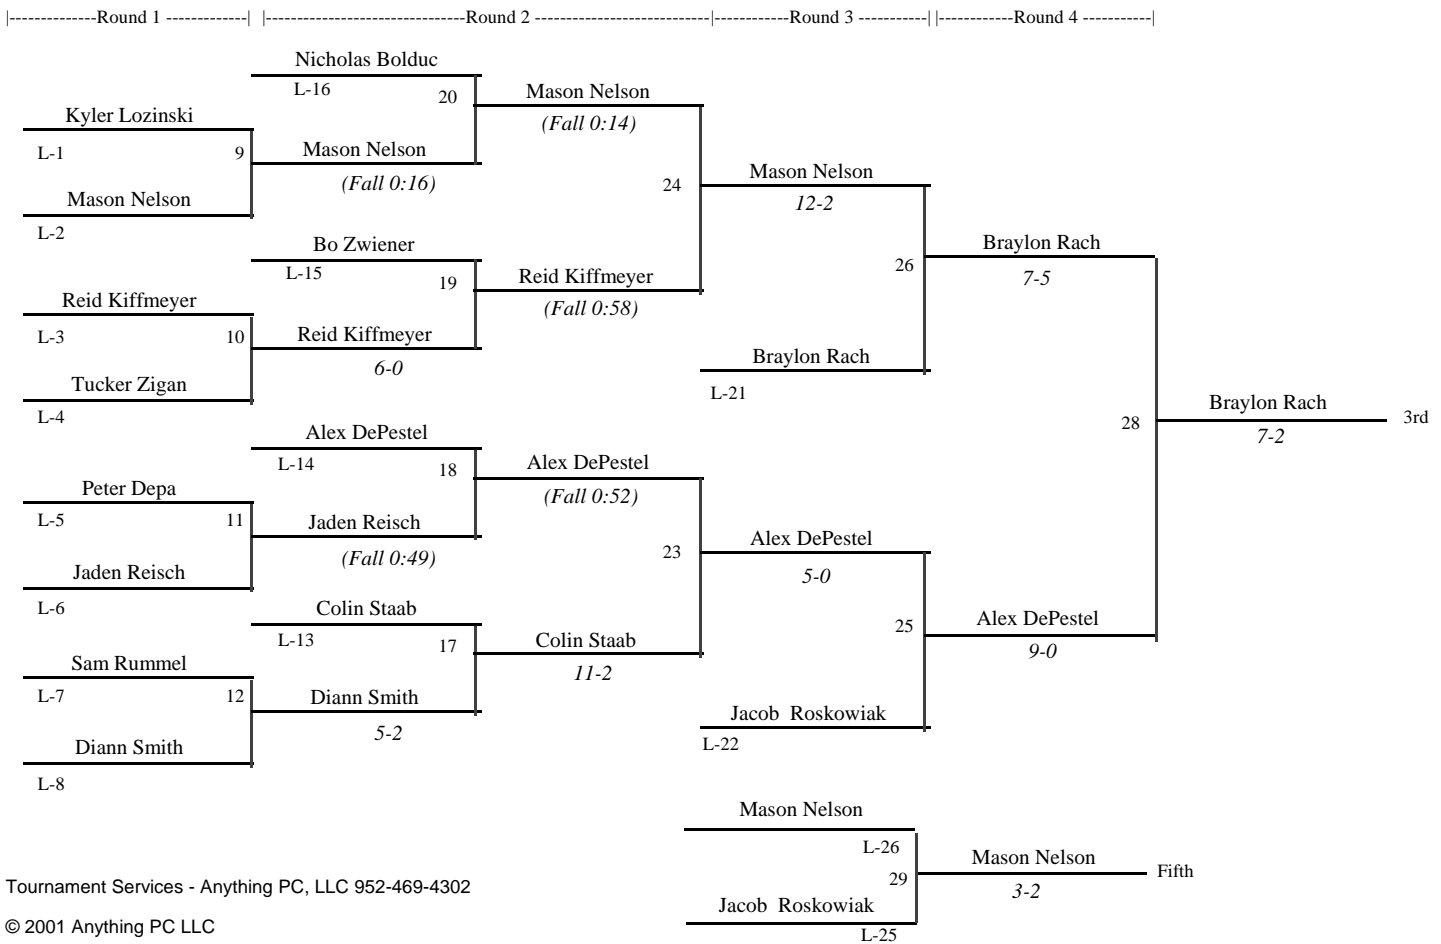 |--------------Round 1 -------------| |--------------------------------Round 2 ----------------------------|------------Round 3 -----------| |------------Round 4 -----------|
Nicholas Bolduc
L-16
20
Mason Nelson
(Fall 0:14)
Kyler Lozinski
L-1
9
Mason Nelson
(Fall 0:16)
24
Mason Nelson
12-2
Mason Nelson
L-2
Bo Zwiener
L-15
19
Reid Kiffmeyer
(Fall 0:58)
26
Braylon Rach
7-5
Reid Kiffmeyer
L-3
10
Reid Kiffmeyer
6-0
Braylon Rach
L-21
Tucker Zigan
L-4
28
Braylon Rach
7-2
3rd
Alex DePestel
L-14
18
Alex DePestel
(Fall 0:52)
Peter Depa
L-5
11
Jaden Reisch
(Fall 0:49)
23
Alex DePestel
5-0
Jaden Reisch
L-6
Colin Staab
L-13
17
Colin Staab
11-2
25
Alex DePestel
9-0
Sam Rummel
L-7
12
Diann Smith
5-2
Jacob  Roskowiak
L-22
Diann Smith
L-8
Mason Nelson
L-26
29
Mason Nelson
3-2
Fifth
Jacob  Roskowiak
L-25
Tournament Services - Anything PC, LLC 952-469-4302
© 2001 Anything PC LLC